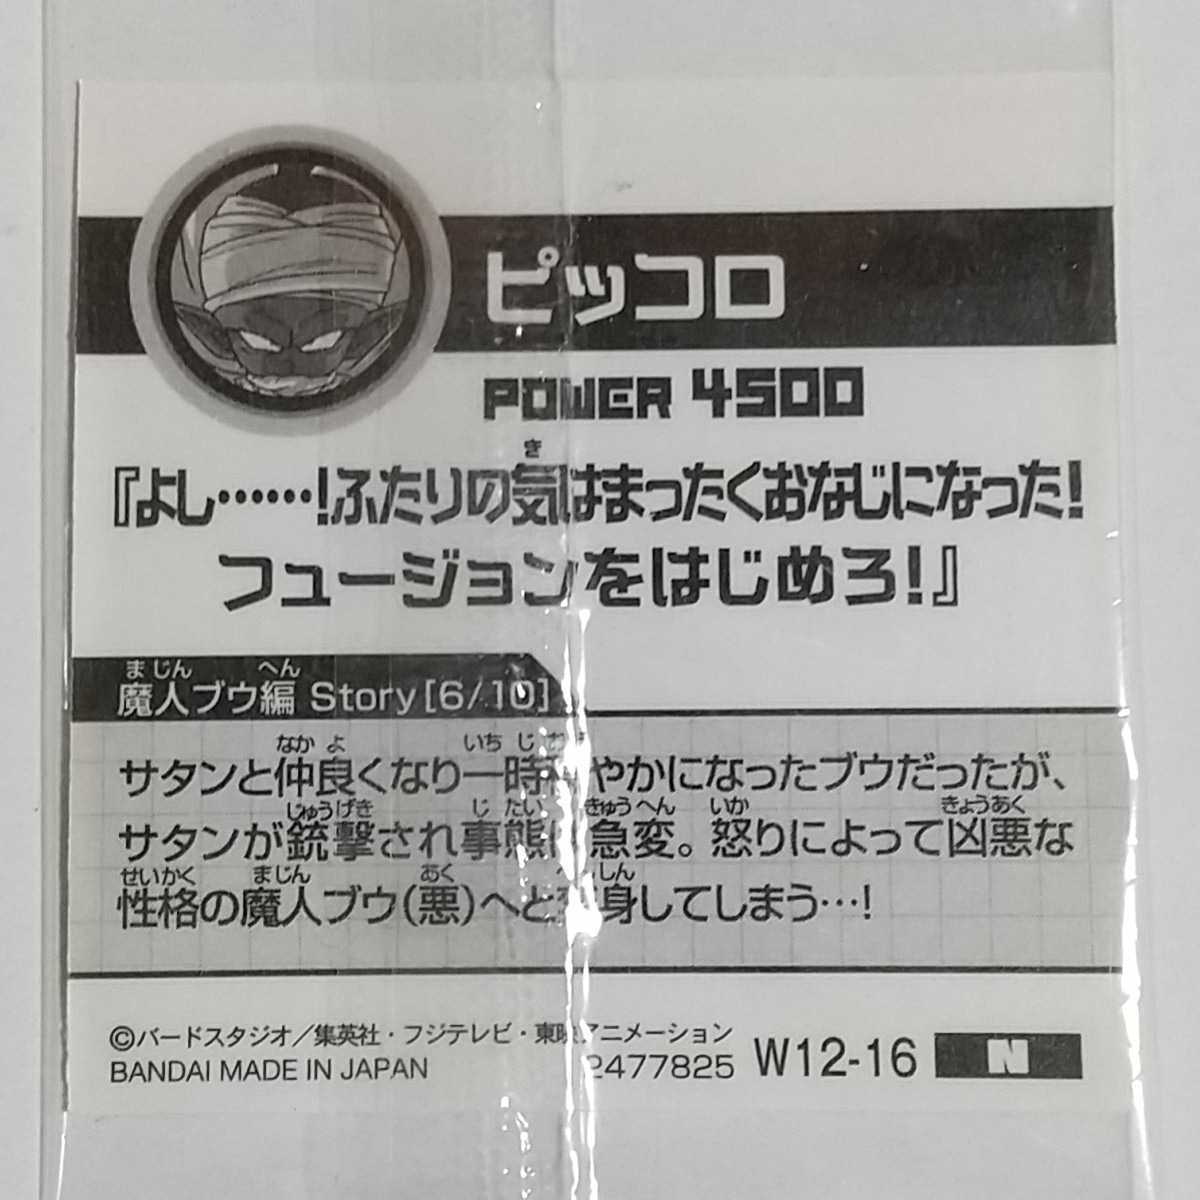 ピッコロ
POWER 4500
『よし……!ふたりの気はまったくおなじになった!
フュージョンをはじめろ!』
魔人ブウ編 Story[6/10]
サタンと仲良くなり一時 やかになったブウだったが、
サタンが銃撃され事態は急変。怒りによって凶悪な
性格の魔人ブウ(悪)へと変身してしまう…!
©バードスタジオ/集英社・フジテレビ・東映アニメーション
BANDAI MADE IN JAPAN 2477825 W12-16 N